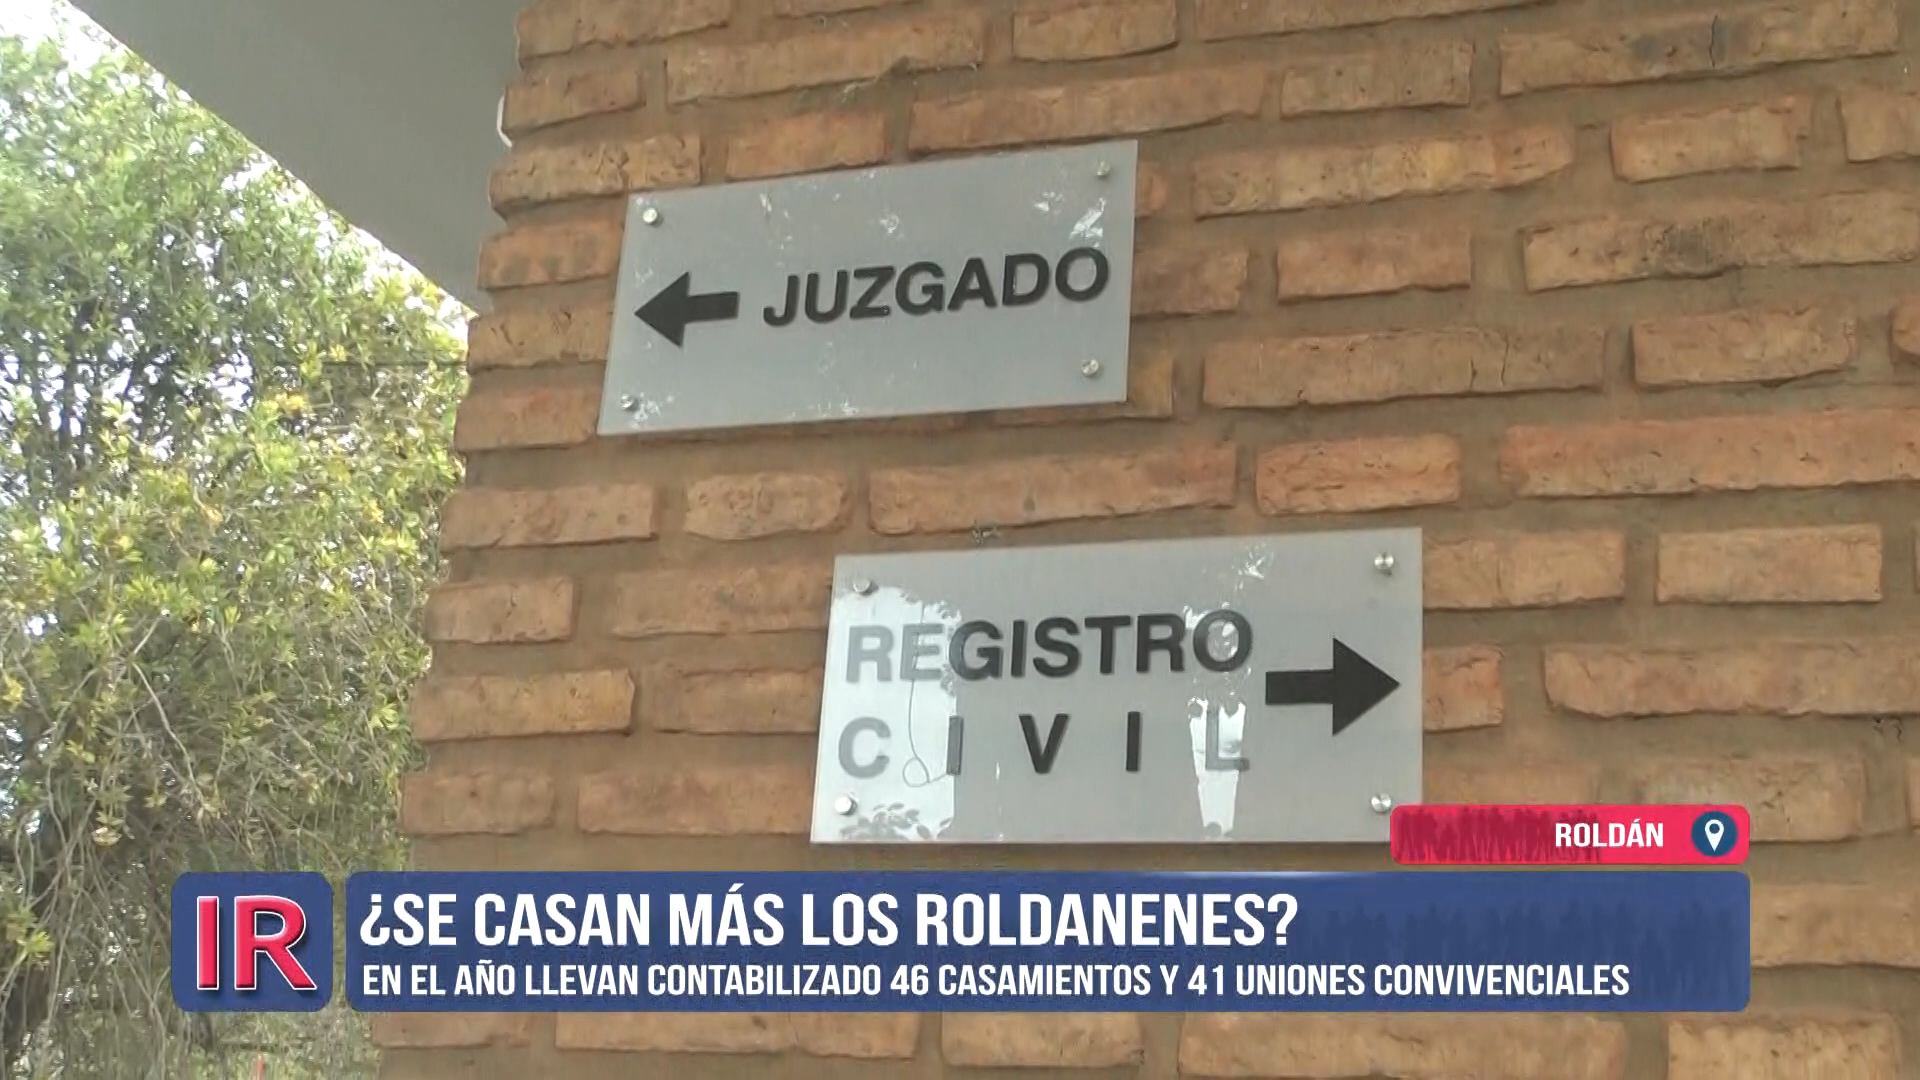 JUZGADO
REGISTRO
CIVIL
ROLDÁN
IR
¿SE CASAN MÁS LOS ROLDANENES?
EN EL AÑO LLEVAN CONTABILIZADO 46 CASAMIENTOS Y 41 UNIONES CONVIVENCIALES